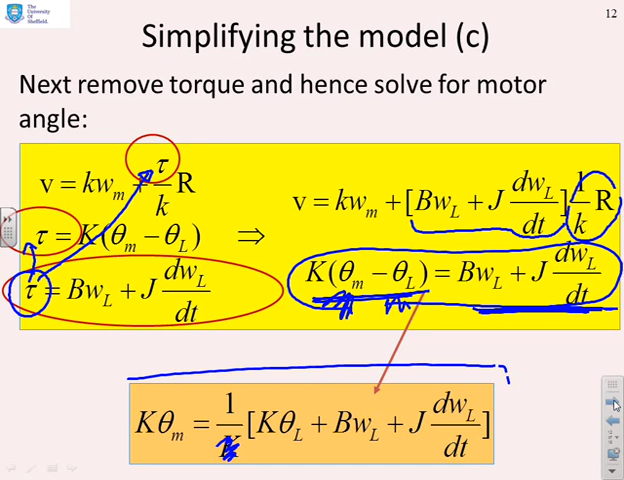 The University Of Sheffield.
12
Simplifying the model (c)
Next remove torque and hence solve for motor
angle:
v = kw_m + τ/k R
τ = K(θ_m − θ_L) ⇒
τ = Bw_L + J dw_L/dt
v = kw_m + [Bw_L + J dw_L/dt] 1/k R
K(θ_m − θ_L) = Bw_L + J dw_L/dt
Kθ_m = 1/K [Kθ_L + Bw_L + J dw_L/dt]